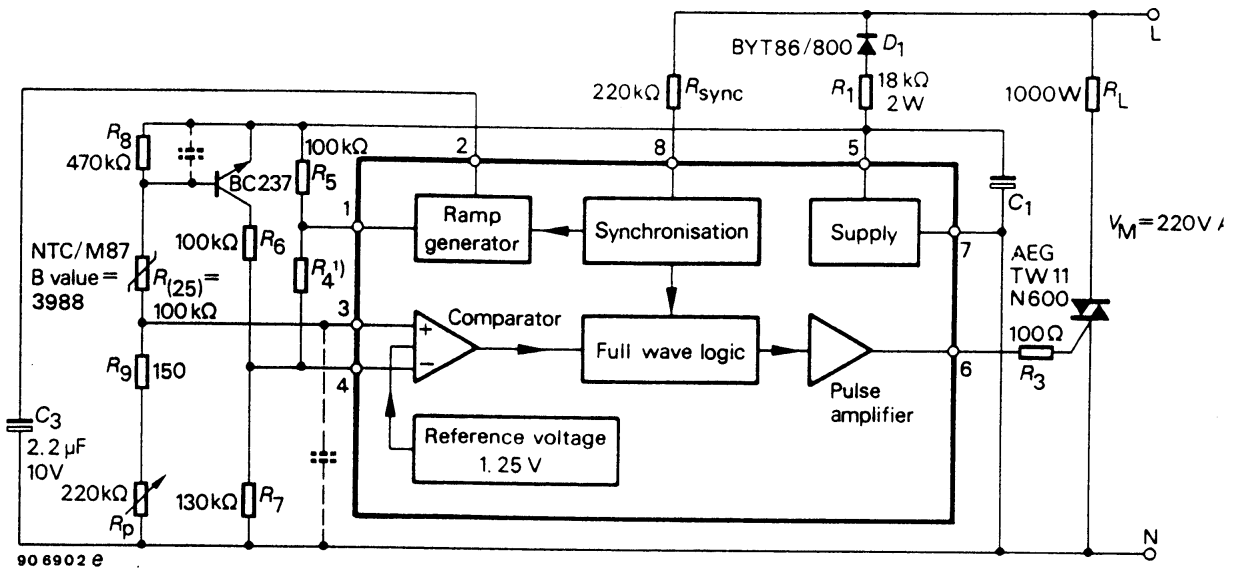 L
BYT86/800 D1
220kΩ Rsync
R1 18kΩ
2W
1000W RL
R8
470kΩ
100kΩ
R5
2
8
5
BC237
C1
1
Ramp
generator
Synchronisation
Supply
7
VM=220V
NTC/M87
B value=
3988
R(25)=
100kΩ
100kΩ R6
R4 1)
AEG
TW11
N600
3
+
-
Comparator
Full wave logic
4
6
100Ω
R3
Pulse
amplifier
R9 150
C3
2.2µF
10V
Reference voltage
1.25V
220kΩ
Rp
130kΩ R7
N
906902 e